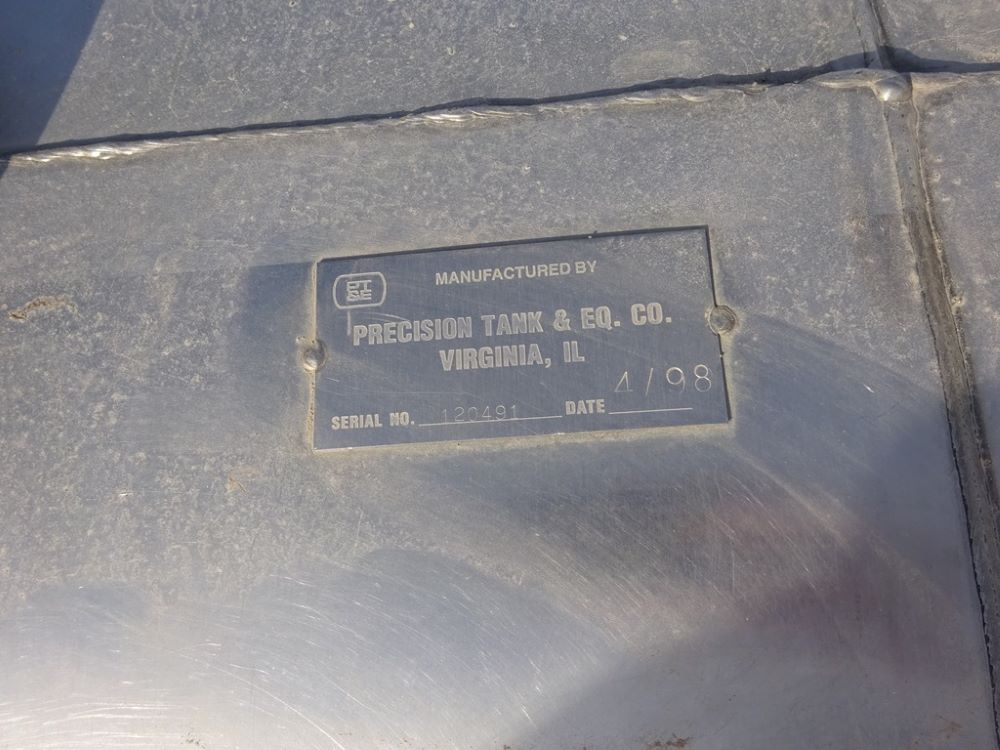 PT
&E
MANUFACTURED BY
PRECISION TANK & EQ. CO.
VIRGINIA, IL
SERIAL NO. 120491 DATE 4/98